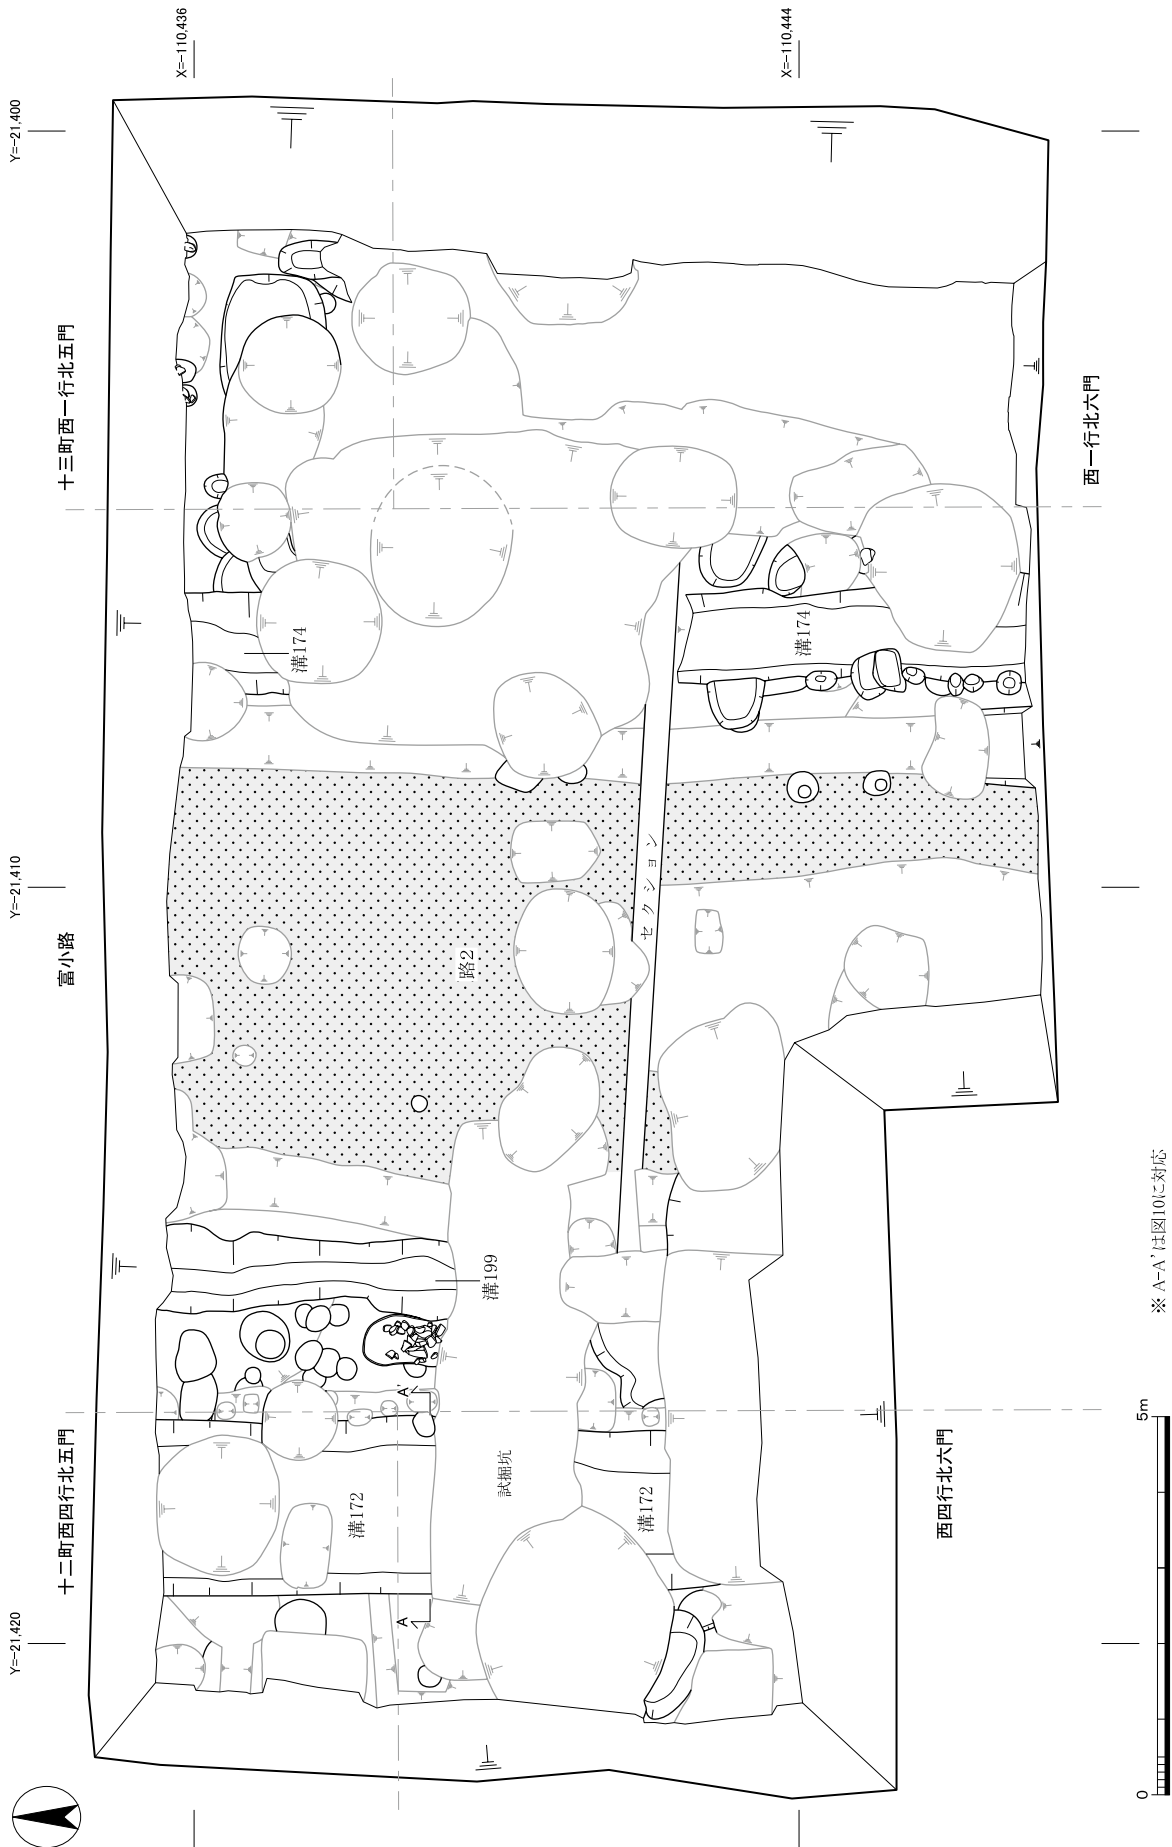 X=-110,436
X=-110,444
Y=-21,400
十三町西一行北五門
西一行北六門
溝174
溝174
Y=-21,410
富小路
セクション
路2
溝199
A'
十二町西四行北五門
試掘坑
溝172
溝172
西四行北六門
A
Y=-21,420
0
5m
※ A-A'は図10に対応